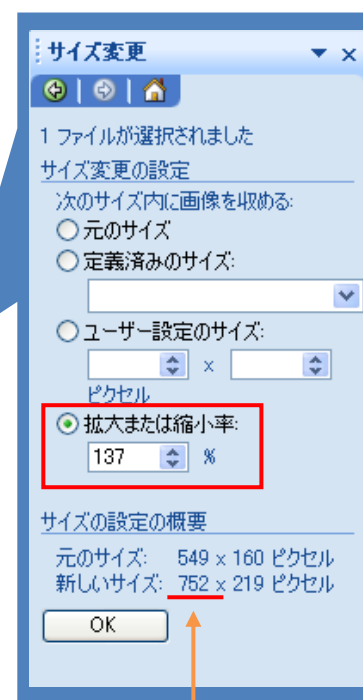 サイズ変更
1 ファイルが選択されました
サイズ変更の設定
次のサイズ内に画像を収める:
元のサイズ
定義済みのサイズ:
ユーザー設定のサイズ:
x
ピクセル
拡大または縮小率:
137 %
サイズの設定の概要
元のサイズ: 549 x 160 ピクセル
新しいサイズ: 752 x 219 ピクセル
OK